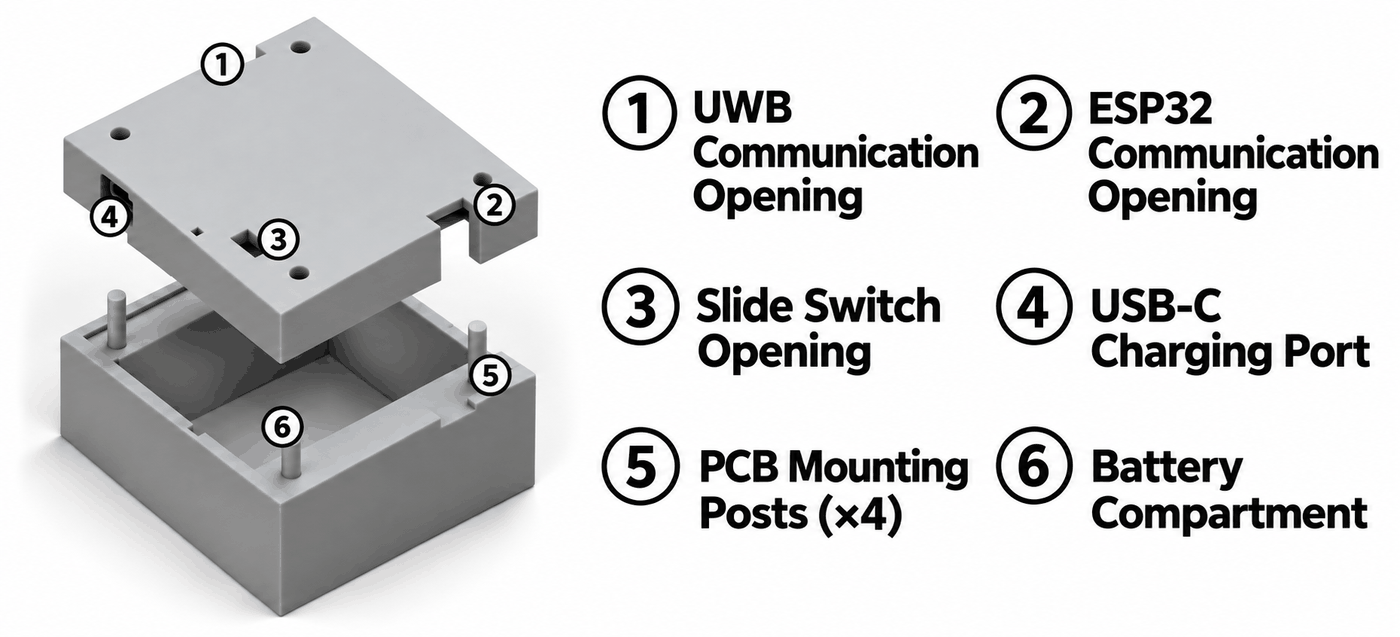 1
2
3
4
5
6
1 UWB
Communication
Opening
2 ESP32
Communication
Opening
3 Slide Switch
Opening
4 USB-C
Charging Port
5 PCB Mounting
Posts (×4)
6 Battery
Compartment